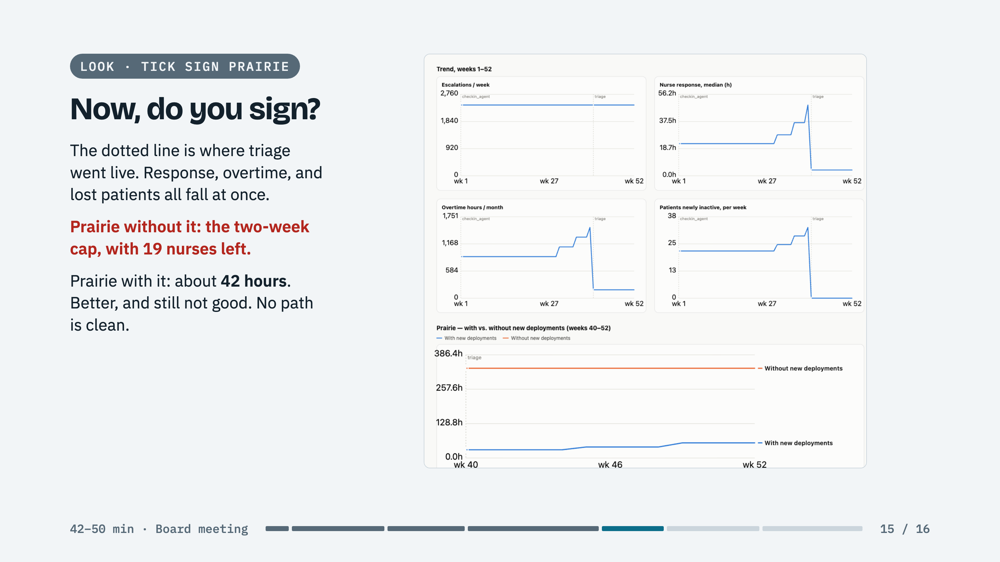 LOOK · TICK SIGN PRAIRIE
Now, do you sign?
The dotted line is where triage
went live. Response, overtime, and
lost patients all fall at once.
Prairie without it: the two-week
cap, with 19 nurses left.
Prairie with it: about 42 hours.
Better, and still not good. No path
is clean.
Trend, weeks 1–52
Escalations / week
2,760
checkin_agent
triage
1,840
920
0
wk 1
wk 27
wk 52
Nurse response, median (h)
56.2h
checkin_agent
triage
37.5h
18.7h
0.0h
wk 1
wk 27
wk 52
Overtime hours / month
1,751
checkin_agent
triage
1,168
584
0
wk 1
wk 27
wk 52
Patients newly inactive, per week
38
checkin_agent
triage
25
13
0
wk 1
wk 27
wk 52
Prairie — with vs. without new deployments (weeks 40–52)
With new deployments
Without new deployments
386.4h
triage
Without new deployments
257.6h
128.8h
With new deployments
0.0h
wk 40
wk 46
wk 52
42–50 min · Board meeting
15 / 16